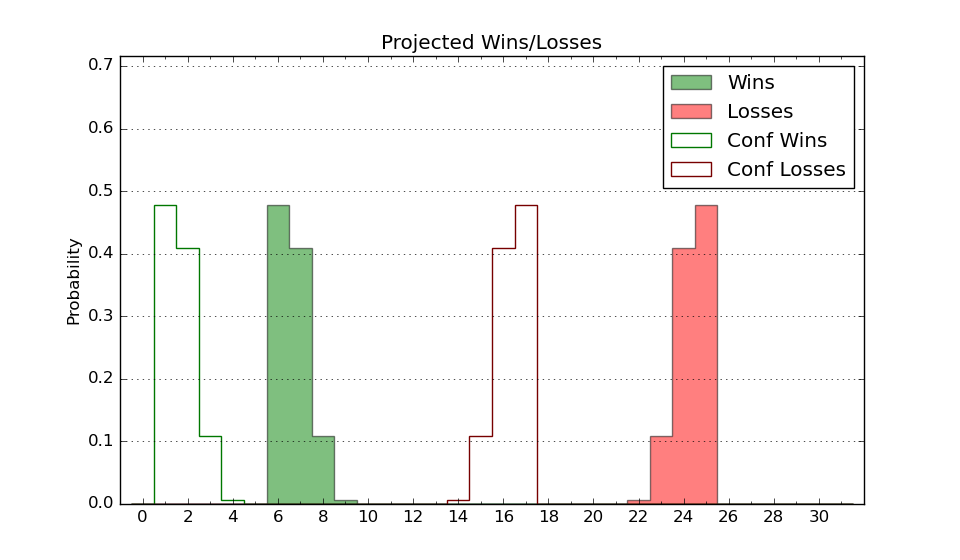 Projected Wins/Losses
0.7
0.6
0.5
0.4
0.3
0.2
0.1
0.0
Probability
Wins
Losses
Conf Wins
Conf Losses
0 2 4 6 8 10 12 14 16 18 20 22 24 26 28 30